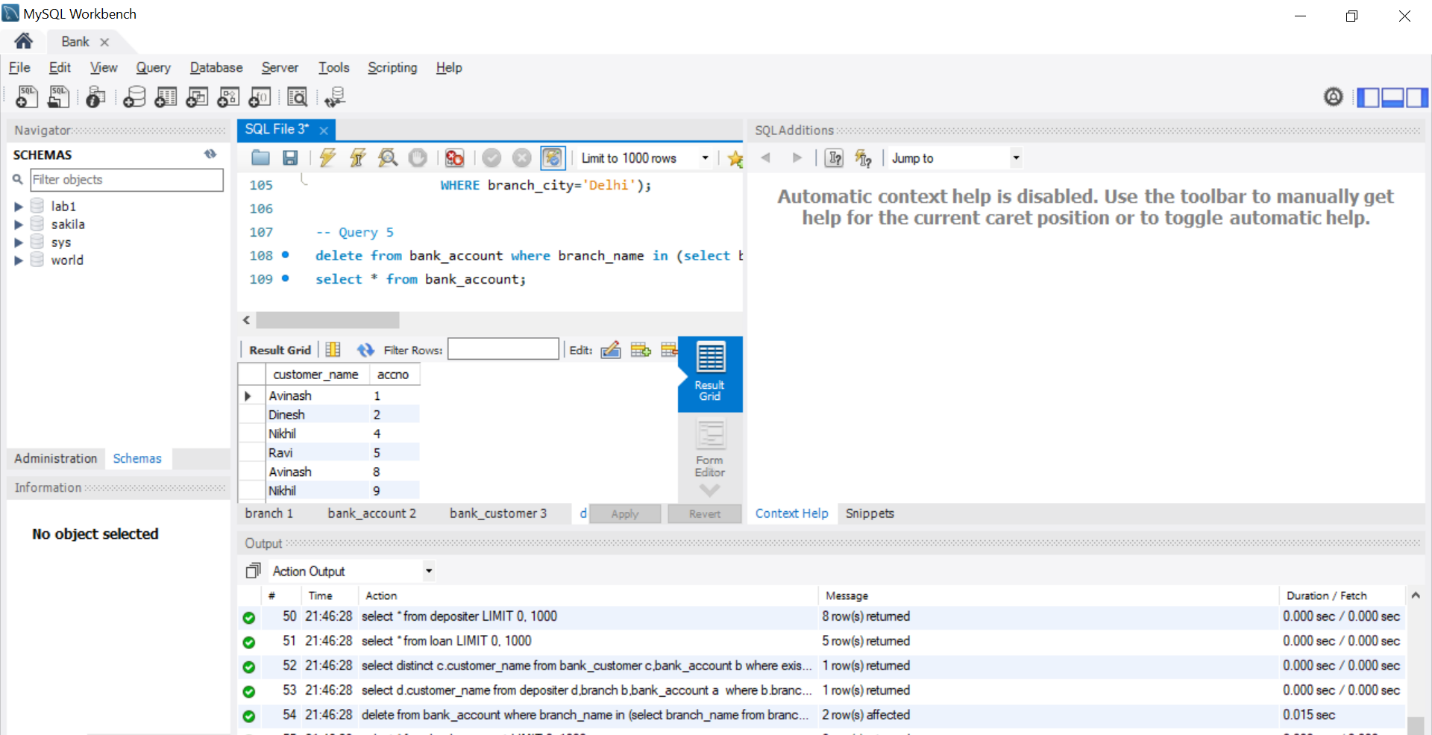 MySQL Workbench
Bank
File Edit View Query Database Server Tools Scripting Help
Navigator
SCHEMAS
Filter objects
lab1
sakila
sys
world
Administration Schemas
Information
No object selected
SQL File 3*
Limit to 1000 rows
105 WHERE branch_city='Delhi');
106
107 -- Query 5
108 delete from bank_account where branch_name in (select b
109 select * from bank_account;
Result Grid Filter Rows: Edit:
customer_name accno
Avinash 1
Dinesh 2
Nikhil 4
Ravi 5
Avinash 8
Nikhil 9
Result
Grid
Form
Editor
branch 1 bank_account 2 bank_customer 3 d Apply Revert
SQLAdditions
Jump to
Automatic context help is disabled. Use the toolbar to manually get
help for the current caret position or to toggle automatic help.
Context Help Snippets
Output
Action Output
# Time Action Message Duration / Fetch
50 21:46:28 select * from depositer LIMIT 0, 1000 8 row(s) returned 0.000 sec / 0.000 sec
51 21:46:28 select * from loan LIMIT 0, 1000 5 row(s) returned 0.000 sec / 0.000 sec
52 21:46:28 select distinct c.customer_name from bank_customer c,bank_account b where exis... 1 row(s) returned 0.000 sec / 0.000 sec
53 21:46:28 select d.customer_name from depositer d,branch b,bank_account a where b.branc... 1 row(s) returned 0.000 sec / 0.000 sec
54 21:46:28 delete from bank_account where branch_name in (select branch_name from branc... 2 row(s) affected 0.015 sec